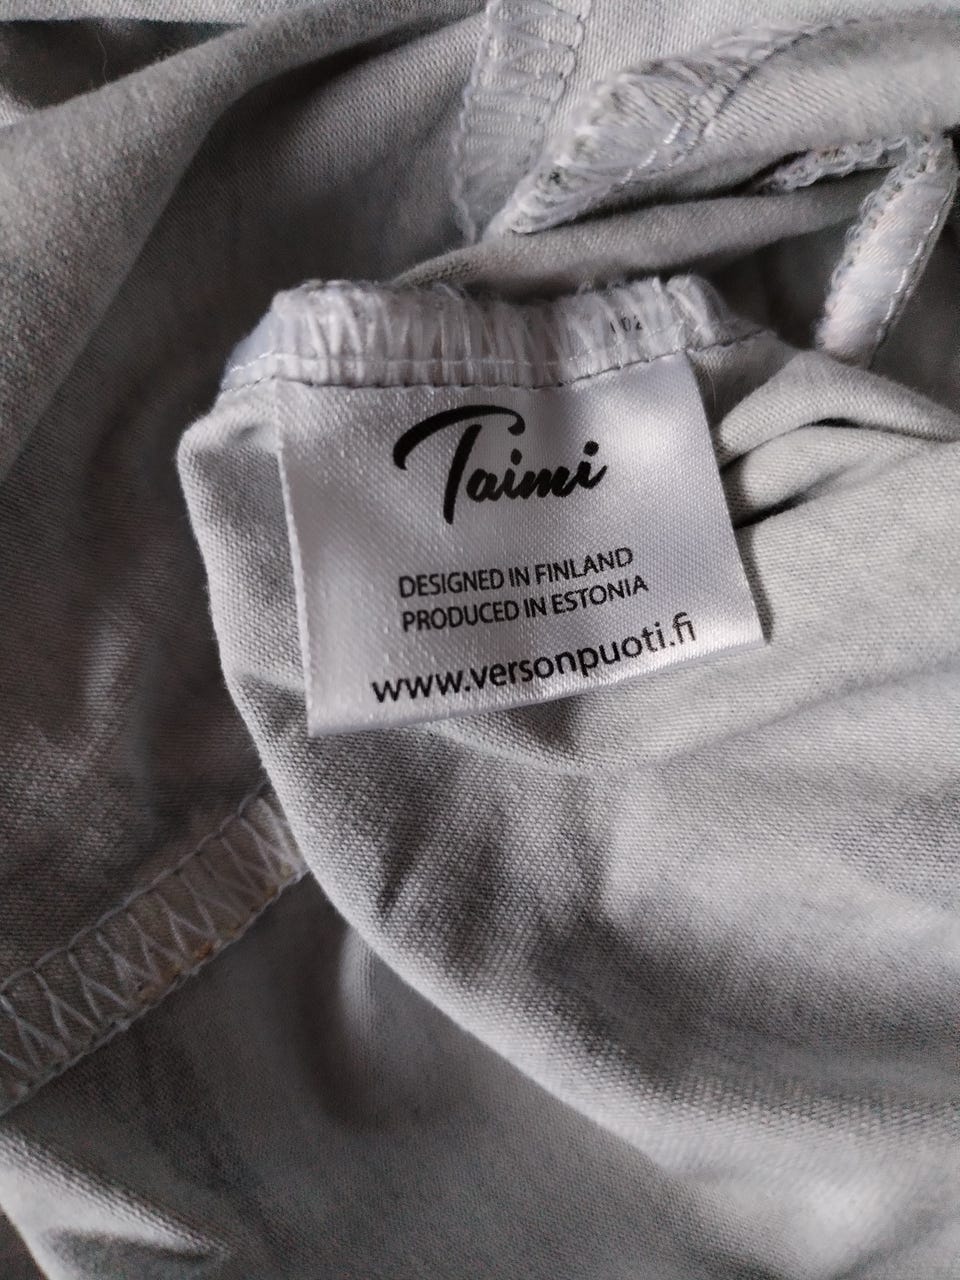 Taimi
DESIGNED IN FINLAND
PRODUCED IN ESTONIA
www.versonpuoti.fi